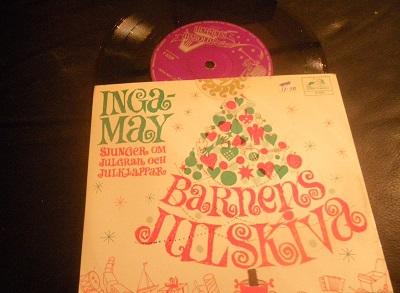 INGA-
MAY
SJUNGER OM
JULGRAN OCH
JULKLAPPAR
BARNENS
JULSKIVA